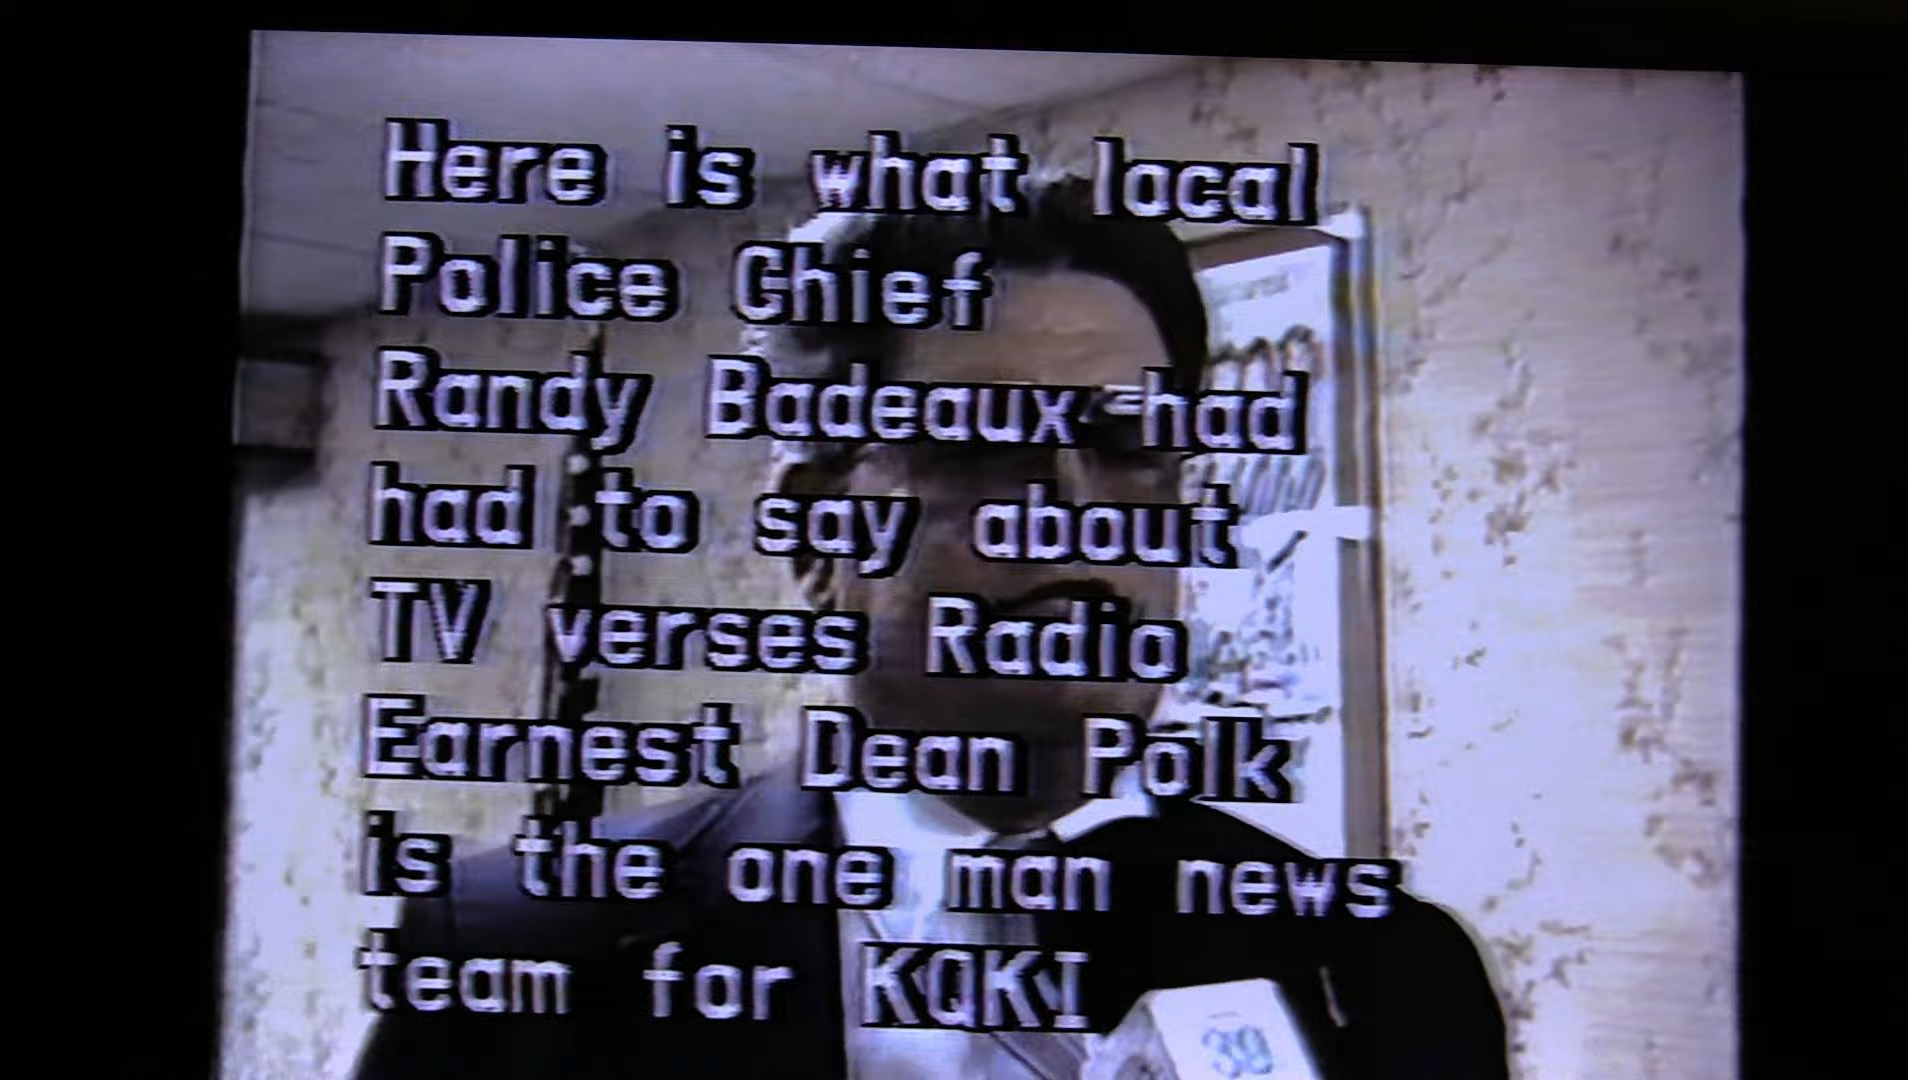 Here is what local
Police Chief
Randy Badeaux had
had to say about
TV verses Radio
Earnest Dean Polk
is the one man news
team for KQKI
39